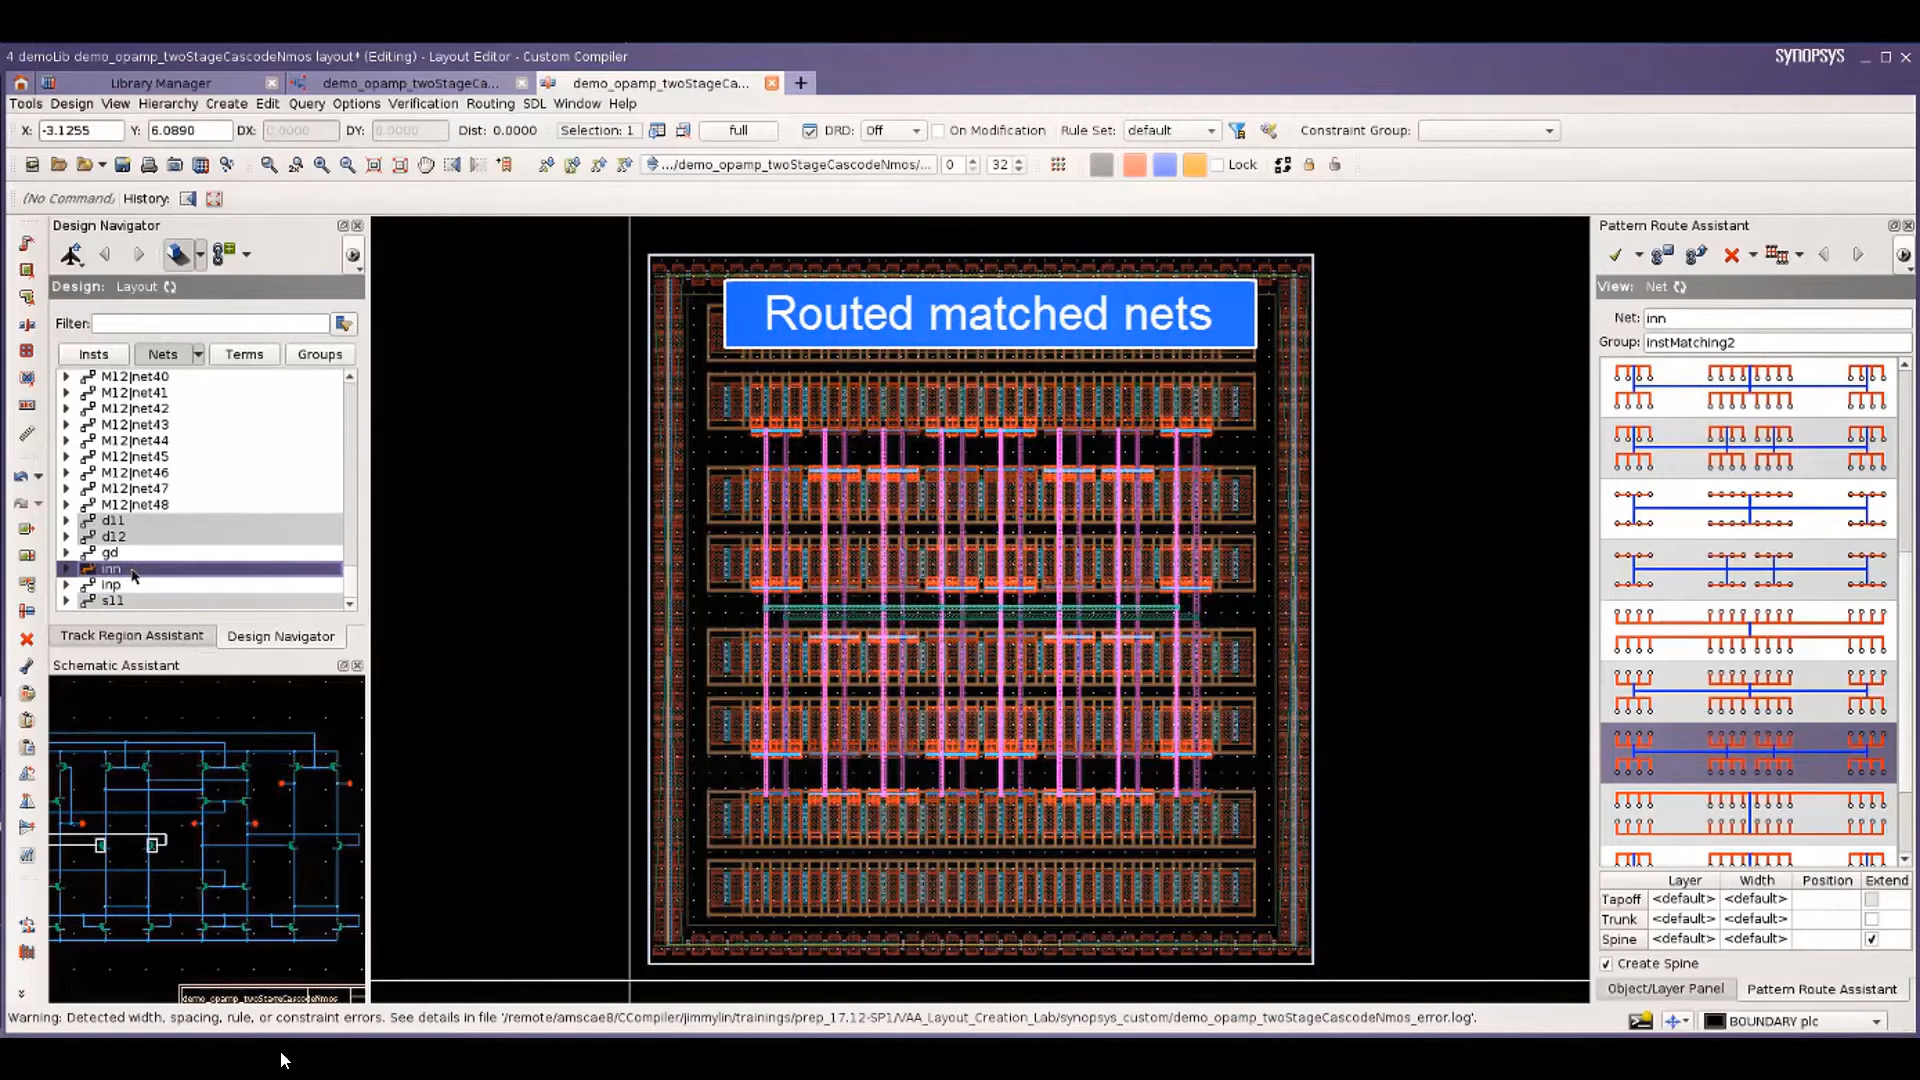 4 demoLib demo_opamp_twoStageCascodeNmos layout* (Editing) - Layout Editor - Custom Compiler
SYNOPSYS
Library Manager
demo_opamp_twoStageCa...
demo_opamp_twoStageCa...
Tools Design View Hierarchy Create Edit Query Options Verification Routing SDL Window Help
X: -3.1255 Y: 6.0890 DX: 0.0000 DY: 0.0000 Dist: 0.0000 Selection: 1 full DRD: Off On Modification Rule Set: default Constraint Group:
.../demo_opamp_twoStageCascodeNmos/... 0 32 Lock
(No Command) History:
Design Navigator
Design: Layout
Filter:
Insts Nets Terms Groups
M12|net40
M12|net41
M12|net42
M12|net43
M12|net44
M12|net45
M12|net46
M12|net47
M12|net48
d11
d12
gd
inn
inp
s11
Track Region Assistant Design Navigator
Schematic Assistant
demo_opamp_twoStageCascodeNmos
Routed matched nets
Pattern Route Assistant
View: Net
Net: inn
Group: instMatching2
Layer Width Position Extend
Tapoff <default> <default>
Trunk <default> <default>
Spine <default> <default>
Create Spine
Object/Layer Panel Pattern Route Assistant
Warning: Detected width, spacing, rule, or constraint errors. See details in file '/remote/amscae8/CCompiler/jimmylin/trainings/prep_17.12-SP1/VAA_Layout_Creation_Lab/synopsys_custom/demo_opamp_twoStageCascodeNmos_error.log'.
BOUNDARY plc